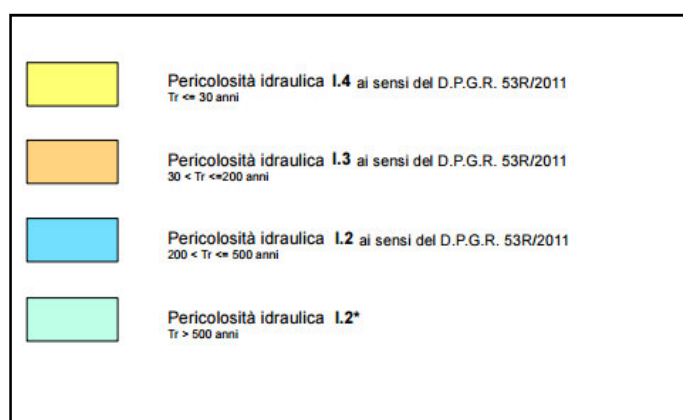 Pericolosità idraulica I.4 ai sensi del D.P.G.R. 53R/2011
Tr <= 30 anni
Pericolosità idraulica I.3 ai sensi del D.P.G.R. 53R/2011
30 < Tr <=200 anni
Pericolosità idraulica I.2 ai sensi del D.P.G.R. 53R/2011
200 < Tr <= 500 anni
Pericolosità idraulica I.2*
Tr > 500 anni